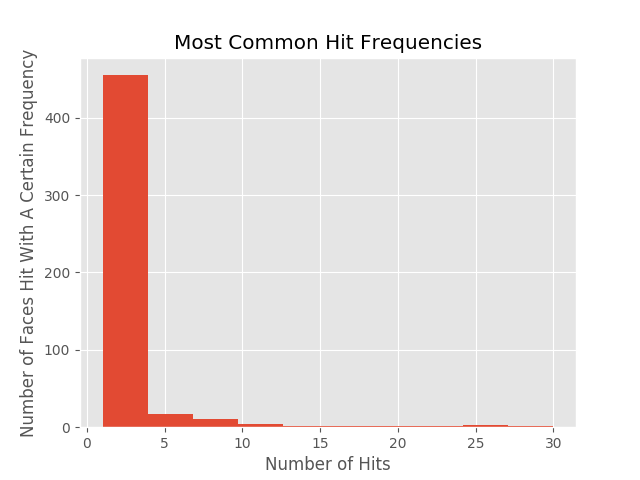 Most Common Hit Frequencies
Number of Faces Hit With A Certain Frequency
400
300
200
100
0
0 5 10 15 20 25 30
Number of Hits